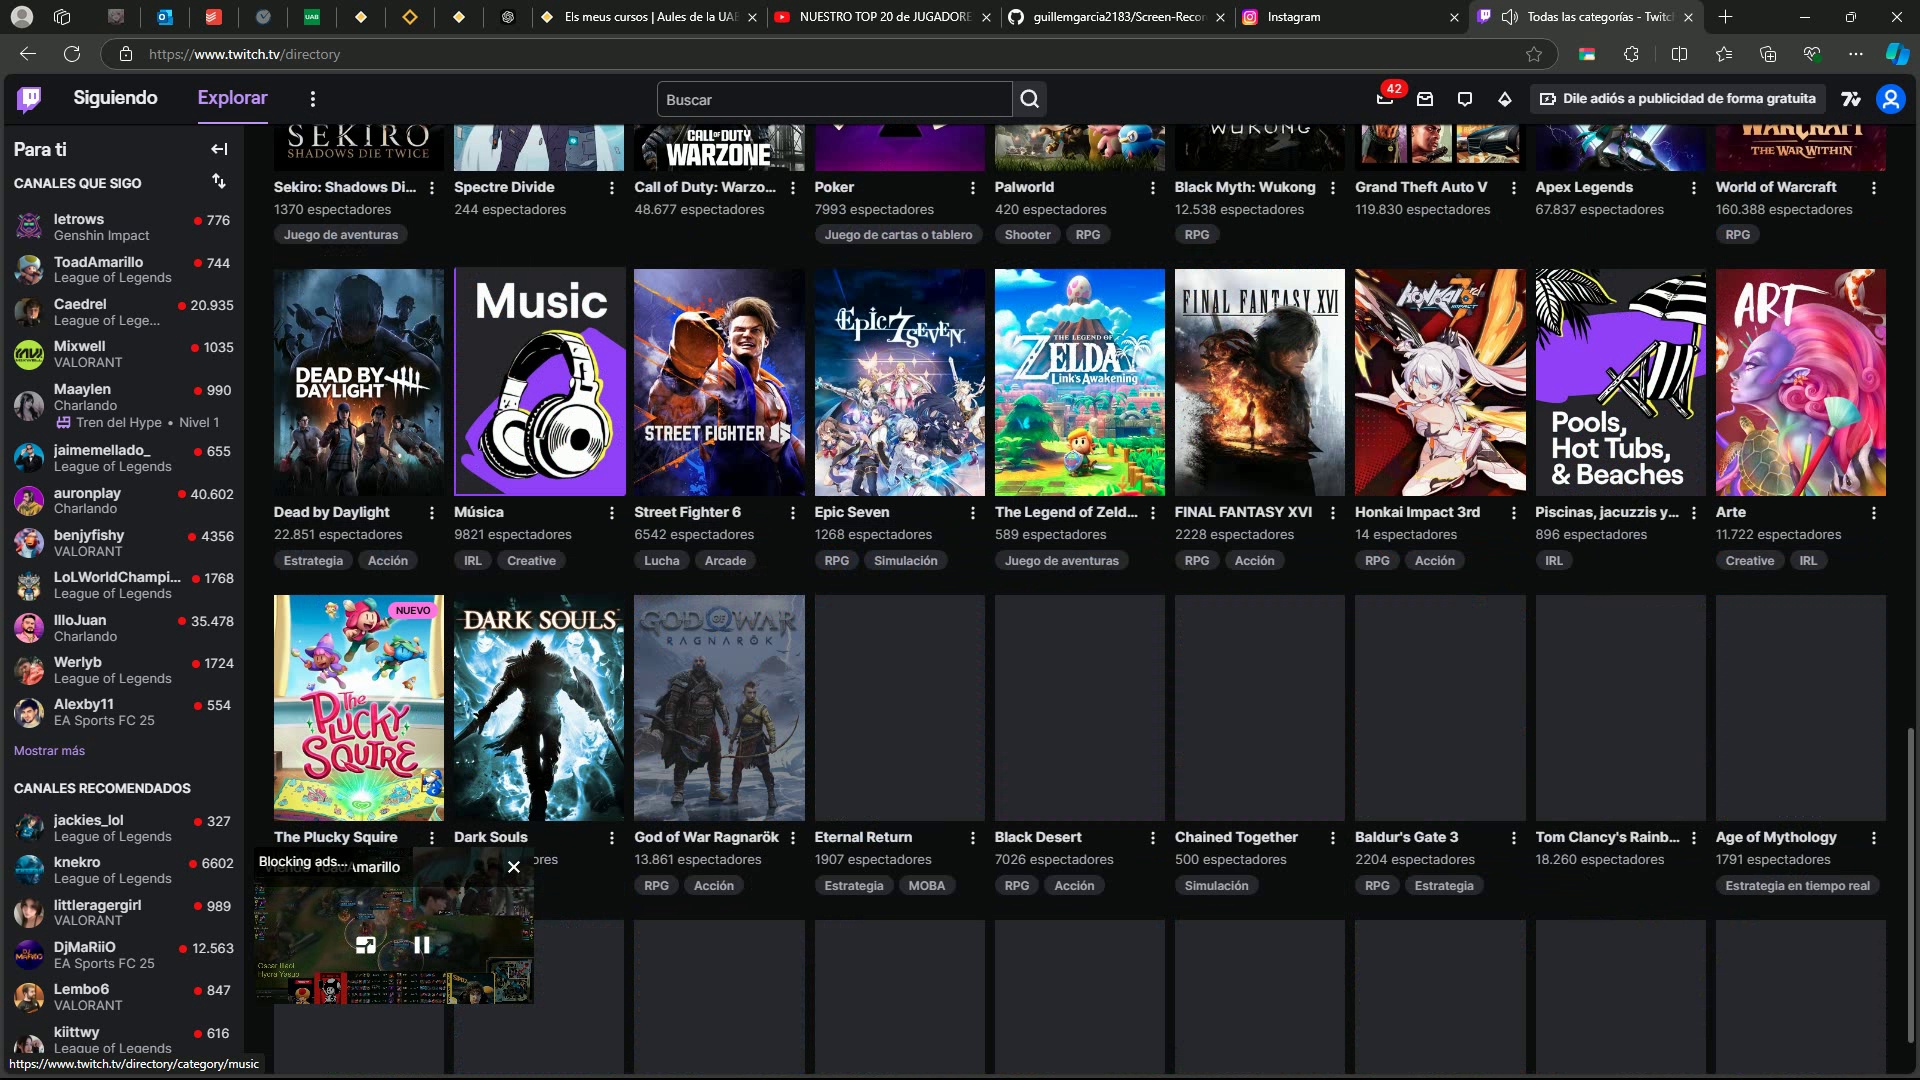 Els meus cursos | Aules de la UAB
NUESTRO TOP 20 de JUGADORE
guillemgarcia2183/Screen-Recor
Instagram
Todas las categorías - Twitch
https://www.twitch.tv/directory
Siguiendo
Explorar
Buscar
42
Dile adiós a publicidad de forma gratuita
Para ti
CANALES QUE SIGO
letrows
776
Genshin Impact
ToadAmarillo
744
League of Legends
Caedrel
20.935
League of Lege...
Mixwell
1035
VALORANT
Maaylen
990
Charlando
Tren del Hype • Nivel 1
jaimemellado_
655
League of Legends
auronplay
40.602
Charlando
benjyfishy
4356
VALORANT
LoLWorldChampi...
1768
League of Legends
IlloJuan
35.478
Charlando
Werlyb
1724
League of Legends
Alexby11
554
EA Sports FC 25
Mostrar más
CANALES RECOMENDADOS
jackies_lol
327
League of Legends
knekro
6602
League of Legends
littleragergirl
989
VALORANT
DjMaRiiO
12.563
EA Sports FC 25
Lembo6
847
VALORANT
kiittwy
616
League of Legends
https://www.twitch.tv/directory/category/music
SEKIRO
SHADOWS DIE TWICE
CALL OF DUTY
WARZONE
WUKONG
WARCRAFT
THE WAR WITHIN
Sekiro: Shadows Di...
1370 espectadores
Juego de aventuras
Spectre Divide
244 espectadores
Call of Duty: Warzo...
48.677 espectadores
Poker
7993 espectadores
Juego de cartas o tablero
Palworld
420 espectadores
Shooter
RPG
Black Myth: Wukong
12.538 espectadores
RPG
Grand Theft Auto V
119.830 espectadores
Apex Legends
67.837 espectadores
World of Warcraft
160.388 espectadores
RPG
DEAD BY
DAYLIGHT
Music
STREET FIGHTER 6
Epic Seven
THE LEGEND OF
ZELDA
Link's Awakening
FINAL FANTASY XVI
Honkai 3rd
IMPACT
Pools,
Hot Tubs,
& Beaches
ART
Dead by Daylight
22.851 espectadores
Estrategia
Acción
Música
9821 espectadores
IRL
Creative
Street Fighter 6
6542 espectadores
Lucha
Arcade
Epic Seven
1268 espectadores
RPG
Simulación
The Legend of Zeld...
589 espectadores
Juego de aventuras
FINAL FANTASY XVI
2228 espectadores
RPG
Acción
Honkai Impact 3rd
14 espectadores
RPG
Acción
Piscinas, jacuzzis y...
896 espectadores
IRL
Arte
11.722 espectadores
Creative
IRL
NUEVO
The
PLUCKY
SQUIRE
DARK SOULS
GOD OF WAR
RAGNARÖK
The Plucky Squire
Dark Souls
God of War Ragnarök
13.861 espectadores
RPG
Acción
Eternal Return
1907 espectadores
Estrategia
MOBA
Black Desert
7026 espectadores
RPG
Acción
Chained Together
500 espectadores
Simulación
Baldur's Gate 3
2204 espectadores
RPG
Estrategia
Tom Clancy's Rainb...
18.260 espectadores
Age of Mythology
1791 espectadores
Estrategia en tiempo real
Blocking ads...
Viendo ToadAmarillo